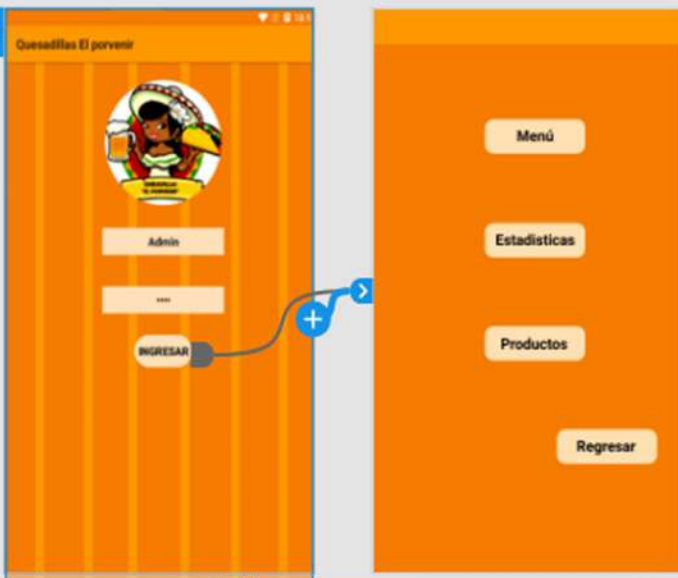 Quesadillas El porvenir
Admin
****
INGRESAR
Menú
Estadisticas
Productos
Regresar